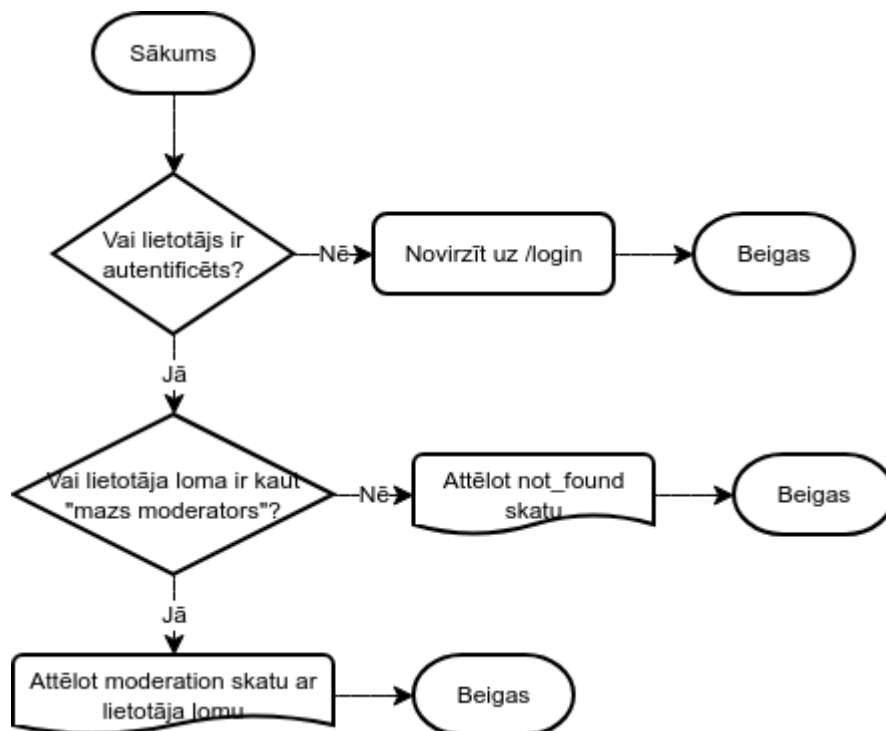 Sākums
Vai lietotājs ir
autentificēts?
Nē
Novirzīt uz /login
Beigas
Jā
Vai lietotāja loma ir kaut
"mazs moderators"?
Nē
Attēlot not_found
skatu
Beigas
Jā
Attēlot moderation skatu ar
lietotāja lomu
Beigas